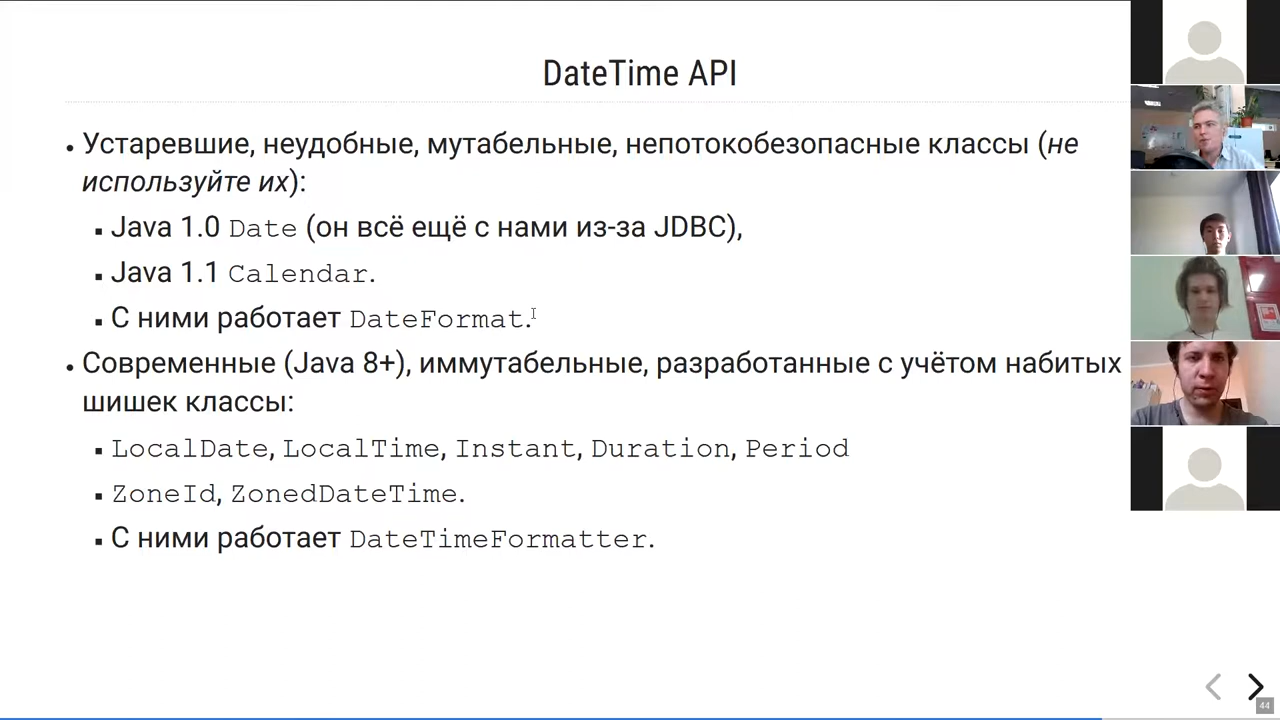 DateTime API
• Устаревшие, неудобные, мутабельные, непотокобезопасные классы (не
используйте их):
▪ Java 1.0 Date (он всё ещё с нами из-за JDBC),
▪ Java 1.1 Calendar.
▪ С ними работает DateFormat.
• Современные (Java 8+), иммутабельные, разработанные с учётом набитых
шишек классы:
▪ LocalDate, LocalTime, Instant, Duration, Period
▪ ZoneId, ZonedDateTime.
▪ С ними работает DateTimeFormatter.
44